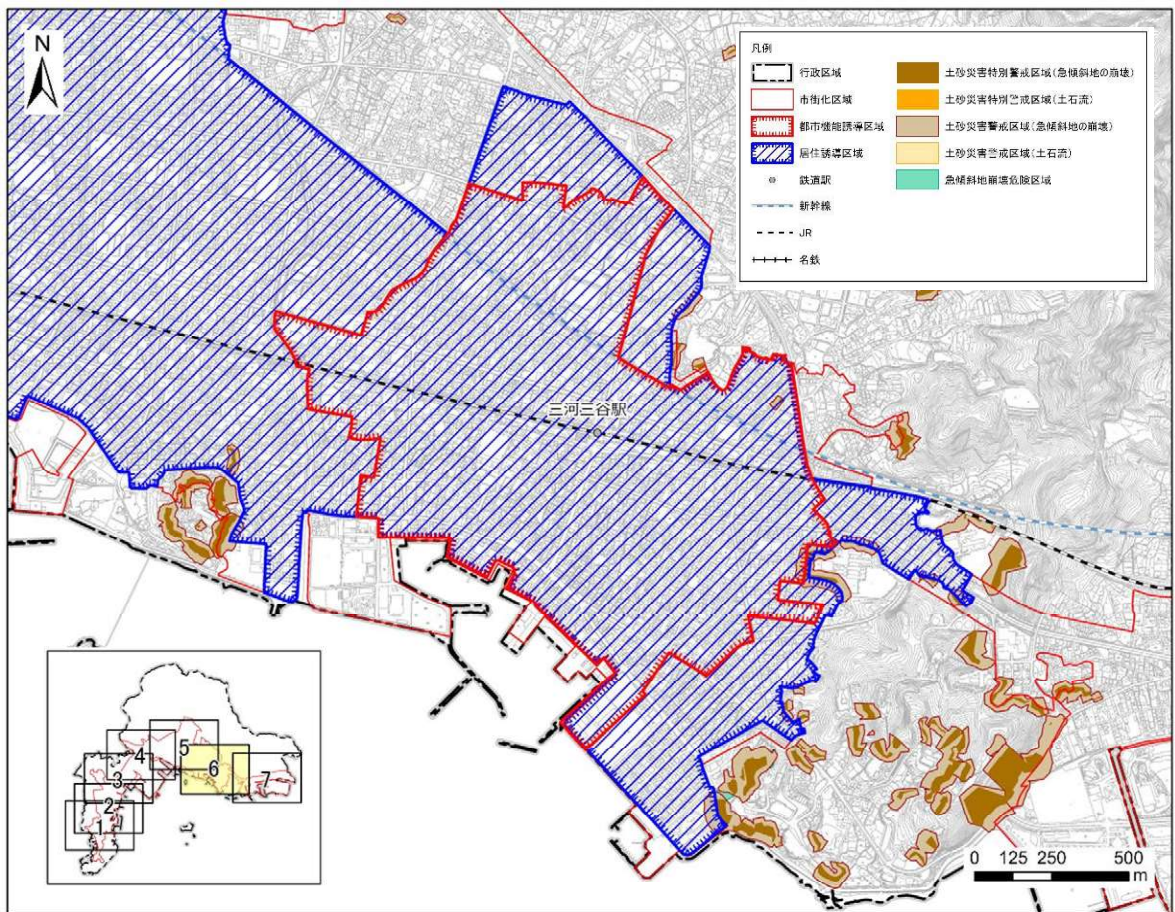 N
凡例
行政区域
市街化区域
都市機能誘導区域
居住誘導区域
鉄道駅
新幹線
JR
名鉄
土砂災害特別警戒区域(急傾斜地の崩壊)
土砂災害特別警戒区域(土石流)
土砂災害警戒区域(急傾斜地の崩壊)
土砂災害警戒区域(土石流)
急傾斜地崩壊危険区域
三河三谷駅
5
4
6
3
7
2
1
0 125 250 500
m